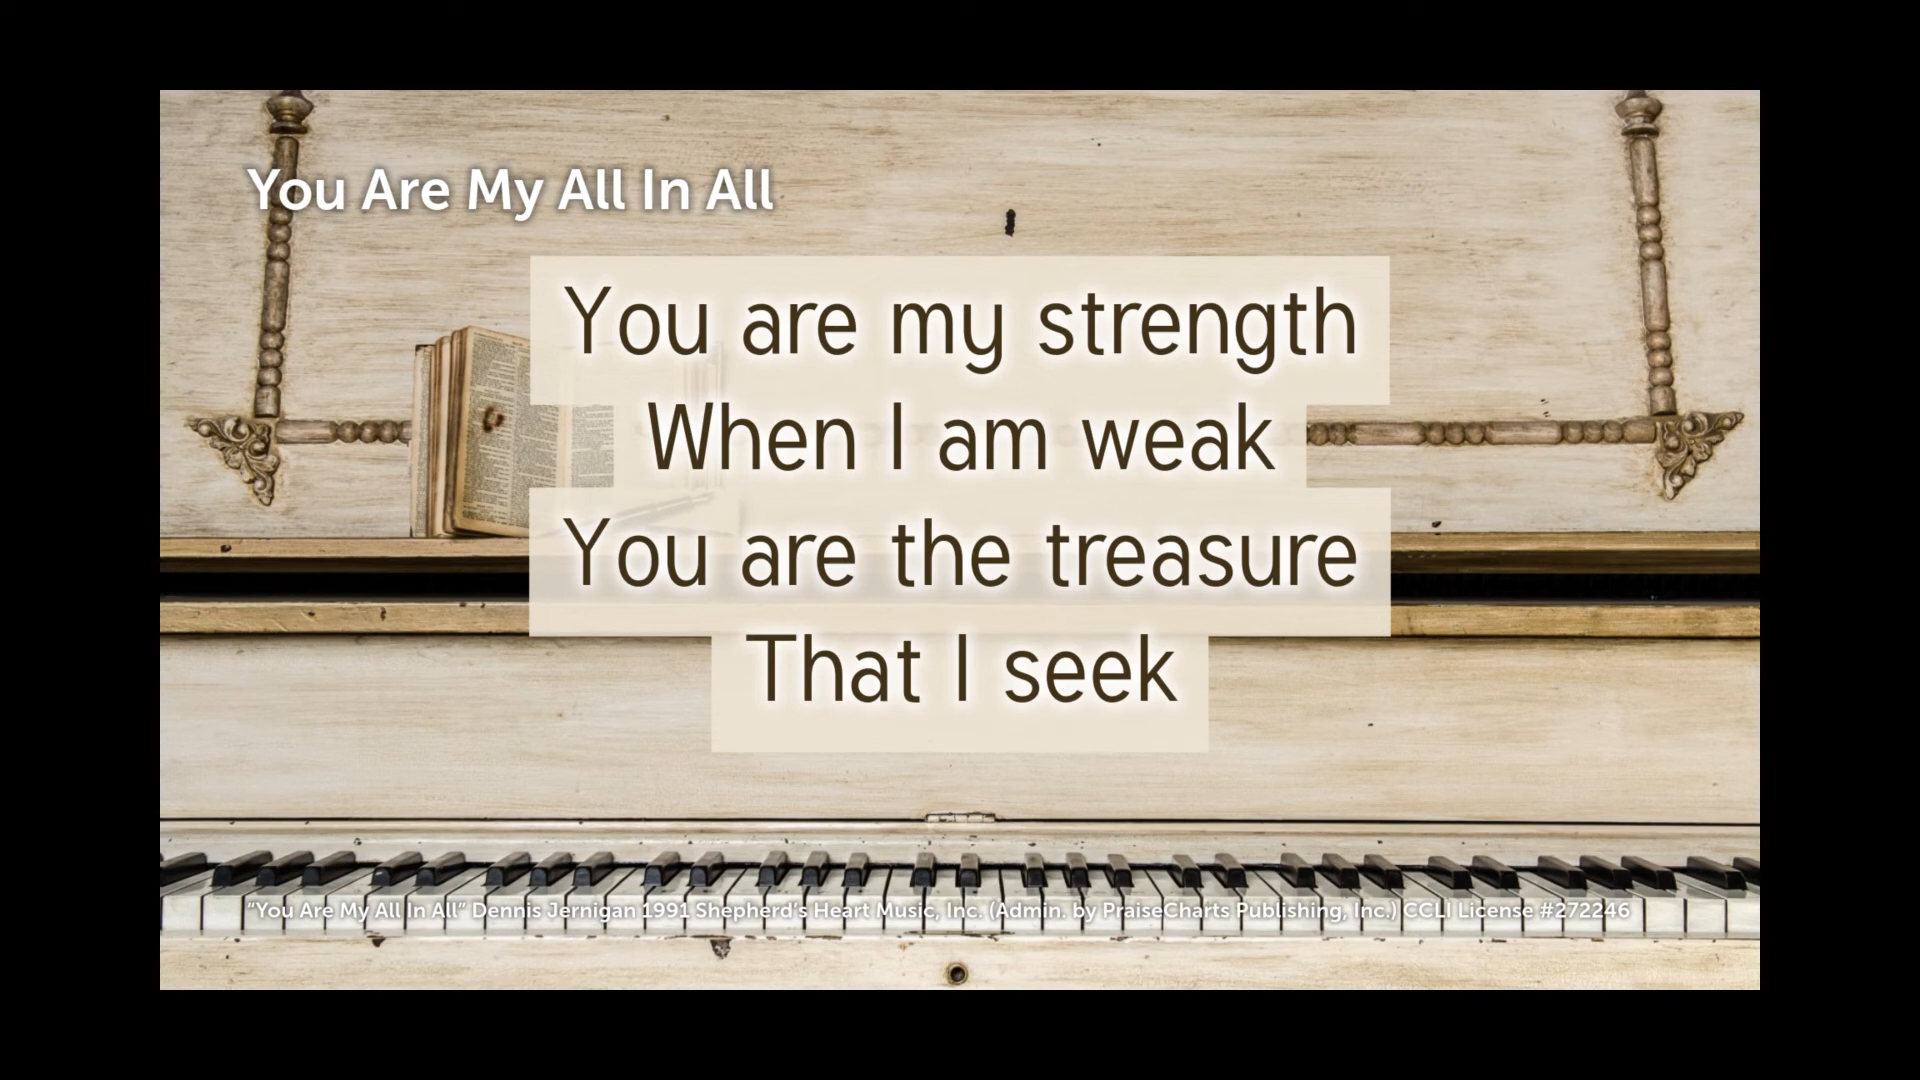 You Are My All In All
You are my strength
When I am weak
You are the treasure
That I seek
"You Are My All In All" Dennis Jernigan 1991 Shepherd's Heart Music, Inc. (Admin. by PraiseCharts Publishing, Inc.) CCLI License #272246